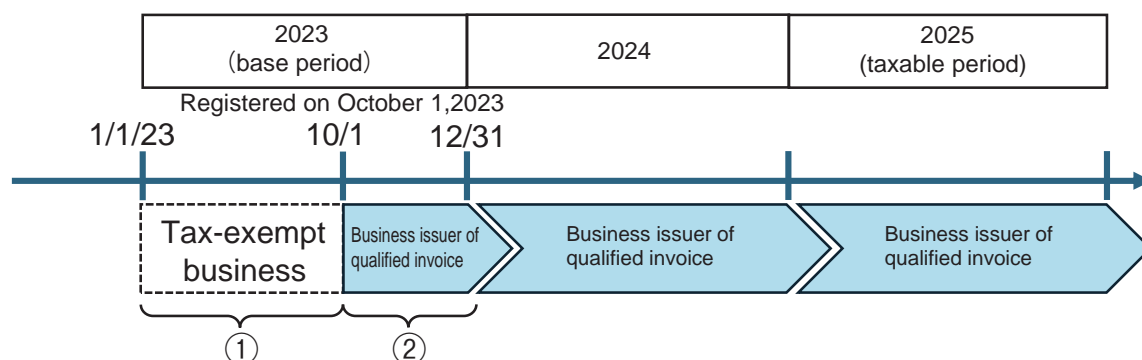 2023
（base period）
2024
2025
(taxable period)
Registered on October 1,2023
1/1/23
10/1
12/31
Tax-exempt
business
Business issuer of
qualified invoice
Business issuer of
qualified invoice
Business issuer of
qualified invoice
①
②